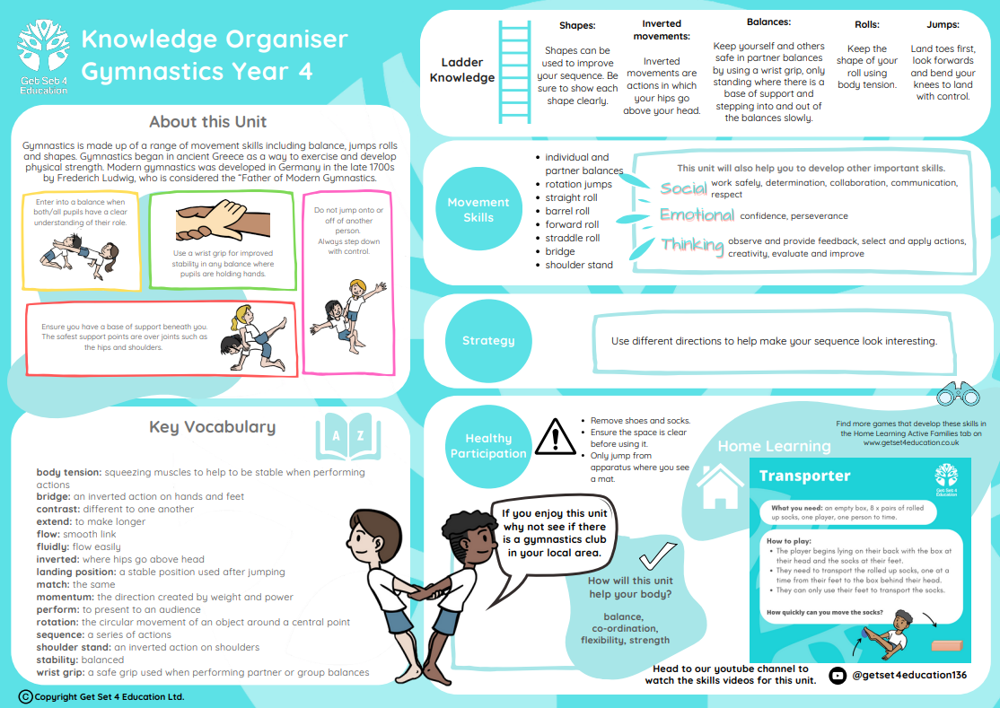 Get Set 4
Education
Knowledge Organiser
Gymnastics Year 4
About this Unit
Gymnastics is made up of a range of movement skills including balance, jumps rolls
and shapes. Gymnastics began in ancient Greece as a way to exercise and develop
physical strength. Modern gymnastics was developed in Germany in the late 1700s
by Frederich Ludwig, who is considered the “Father of Modern Gymnastics.
Enter into a balance when
both/all pupils have a clear
understanding of their role.
Use a wrist grip for improved
stability in any balance where
pupils are holding hands.
Do not jump onto or
off of another
person.
Always step down
with control.
Ensure you have a base of support beneath you.
The safest support points are over joints such as
the hips and shoulders.
Key Vocabulary
A Z
body tension: squeezing muscles to help to be stable when performing
actions
bridge: an inverted action on hands and feet
contrast: different to one another
extend: to make longer
flow: smooth link
fluidly: flow easily
inverted: where hips go above head
landing position: a stable position used after jumping
match: the same
momentum: the direction created by weight and power
perform: to present to an audience
rotation: the circular movement of an object around a central point
sequence: a series of actions
shoulder stand: an inverted action on shoulders
stability: balanced
wrist grip: a safe grip used when performing partner or group balances
© Copyright Get Set 4 Education Ltd.
Ladder
Knowledge
Shapes:
Shapes can be
used to improve
your sequence. Be
sure to show each
shape clearly.
Inverted
movements:
Inverted
movements are
actions in which
your hips go
above your head.
Balances:
Keep yourself and others
safe in partner balances
by using a wrist grip, only
standing where there is a
base of support and
stepping into and out of
the balances slowly.
Rolls:
Keep the
shape of your
roll using
body tension.
Jumps:
Land toes first,
look forwards
and bend your
knees to land
with control.
Movement
Skills
• individual and
partner balances
• rotation jumps
• straight roll
• barrel roll
• forward roll
• straddle roll
• bridge
• shoulder stand
This unit will also help you to develop other important skills.
Social work safely, determination, collaboration, communication,
respect
Emotional confidence, perseverance
Thinking observe and provide feedback, select and apply actions,
creativity, evaluate and improve
Strategy
Use different directions to help make your sequence look interesting.
Healthy
Participation
• Remove shoes and socks.
• Ensure the space is clear
before using it.
• Only jump from
apparatus where you see
a mat.
If you enjoy this unit
why not see if there
is a gymnastics club
in your local area.
How will this unit
help your body?
balance,
co-ordination,
flexibility, strength
Home Learning
Find more games that develop these skills in
the Home Learning Active Families tab on
www.getset4education.co.uk
Transporter
Get Set 4
Education
What you need: an empty box, 8 x pairs of rolled
up socks, one player, one person to time.
How to play:
• The player begins lying on their back with the box at
their head and the socks at their feet.
• They need to transport the rolled up socks, one at a
time from their feet to the box behind their head.
• They can only use their feet to transport the socks.
How quickly can you move the socks?
Head to our youtube channel to
watch the skills videos for this unit.
@getset4education136